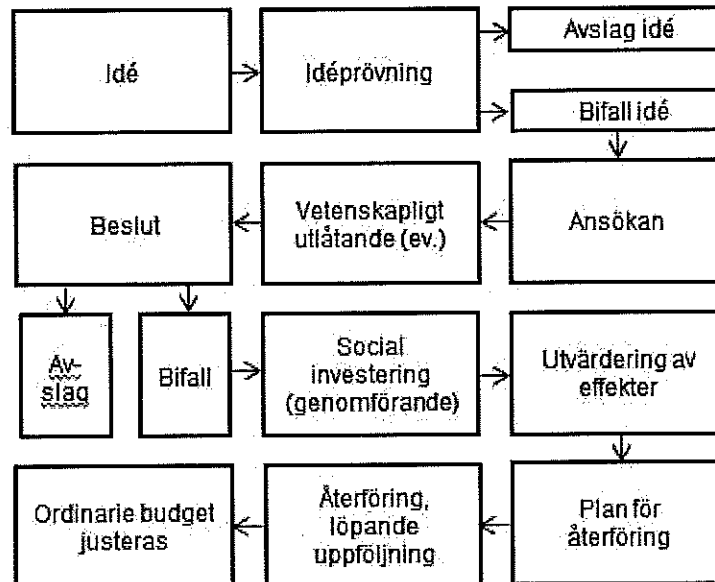 Idé
Idéprövning
Avslag idé
Bifall idé
Beslut
Vetenskapligt
utlåtande (ev.)
Ansökan
Av-
slag
Bifall
Social
investering
(genomförande)
Utvärdering av
effekter
Ordinarie budget
justeras
Återföring,
löpande
uppföljning
Plan för
återföring